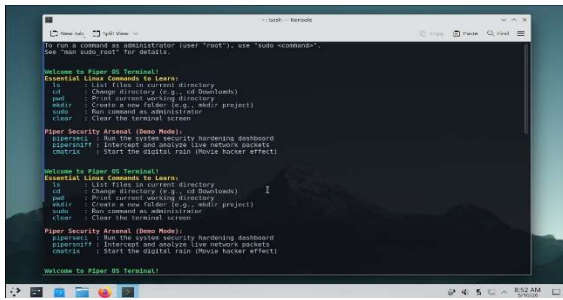 ~ : bash — Konsole
New Tab Split View Copy Paste Find
To run a command as administrator (user "root"), use "sudo <command>".
See "man sudo_root" for details.
Welcome to Piper OS Terminal!
Essential Linux Commands to Learn:
ls : List files in current directory
cd : Change directory (e.g., cd Downloads)
pwd : Print current working directory
mkdir : Create a new folder (e.g., mkdir project)
sudo : Run command as administrator
clear : Clear the terminal screen
Piper Security Arsenal (Demo Mode):
piperseci : Run the system security hardening dashboard
pipersniff : Intercept and analyze live network packets
cmatrix : Start the digital rain (Movie hacker effect)
Welcome to Piper OS Terminal!
Essential Linux Commands to Learn:
ls : List files in current directory
cd : Change directory (e.g., cd Downloads)
pwd : Print current working directory
mkdir : Create a new folder (e.g., mkdir project)
sudo : Run command as administrator
clear : Clear the terminal screen
Piper Security Arsenal (Demo Mode):
piperseci : Run the system security hardening dashboard
pipersniff : Intercept and analyze live network packets
cmatrix : Start the digital rain (Movie hacker effect)
Welcome to Piper OS Terminal!
8:52 AM